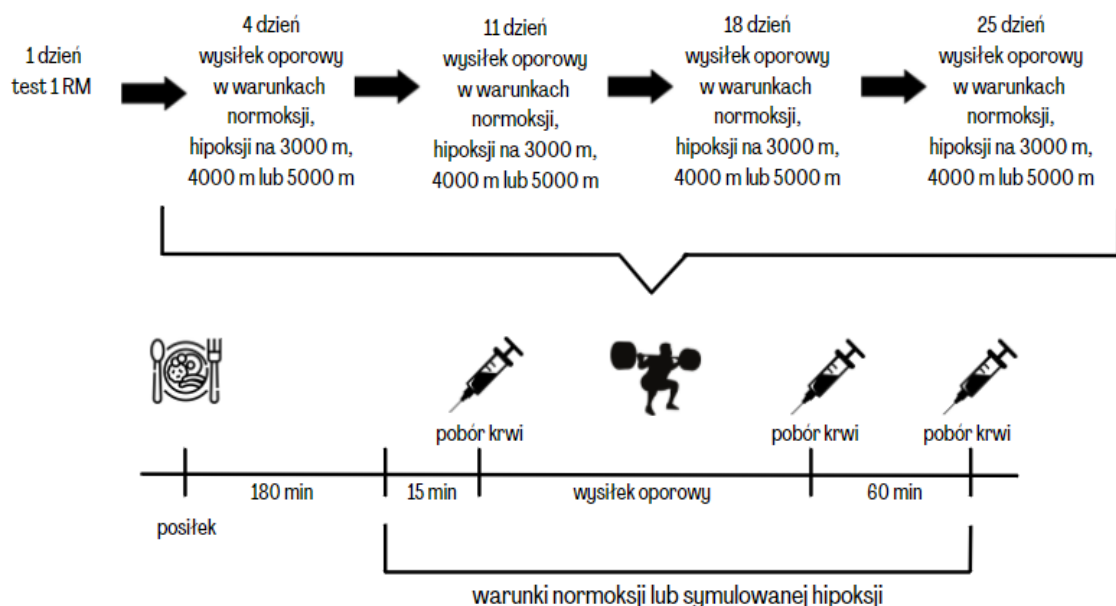 1 dzień
test 1 RM
4 dzień
wysiłek oporowy
w warunkach
normoksji,
hipoksji na 3000 m,
4000 m lub 5000 m
11 dzień
wysiłek oporowy
w warunkach
normoksji,
hipoksji na 3000 m,
4000 m lub 5000 m
18 dzień
wysiłek oporowy
w warunkach
normoksji,
hipoksji na 3000 m,
4000 m lub 5000 m
25 dzień
wysiłek oporowy
w warunkach
normoksji,
hipoksji na 3000 m,
4000 m lub 5000 m
pobór krwi
pobór krwi
pobór krwi
180 min
15 min
wysiłek oporowy
60 min
posiłek
warunki normoksji lub symulowanej hipoksji